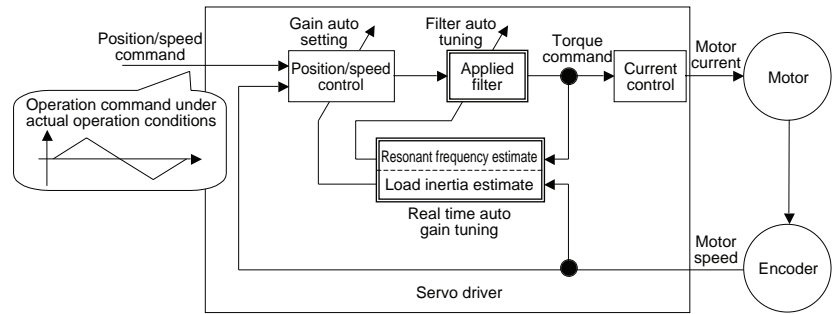 Gain auto
setting
Filter auto
tuning
Position/speed
command
Torque
command
Motor
current
Position/speed
control
Applied
filter
Current
control
Motor
Operation command under
actual operation conditions
Resonant frequency estimate
Load inertia estimate
Real time auto
gain tuning
Motor
speed
Encoder
Servo driver